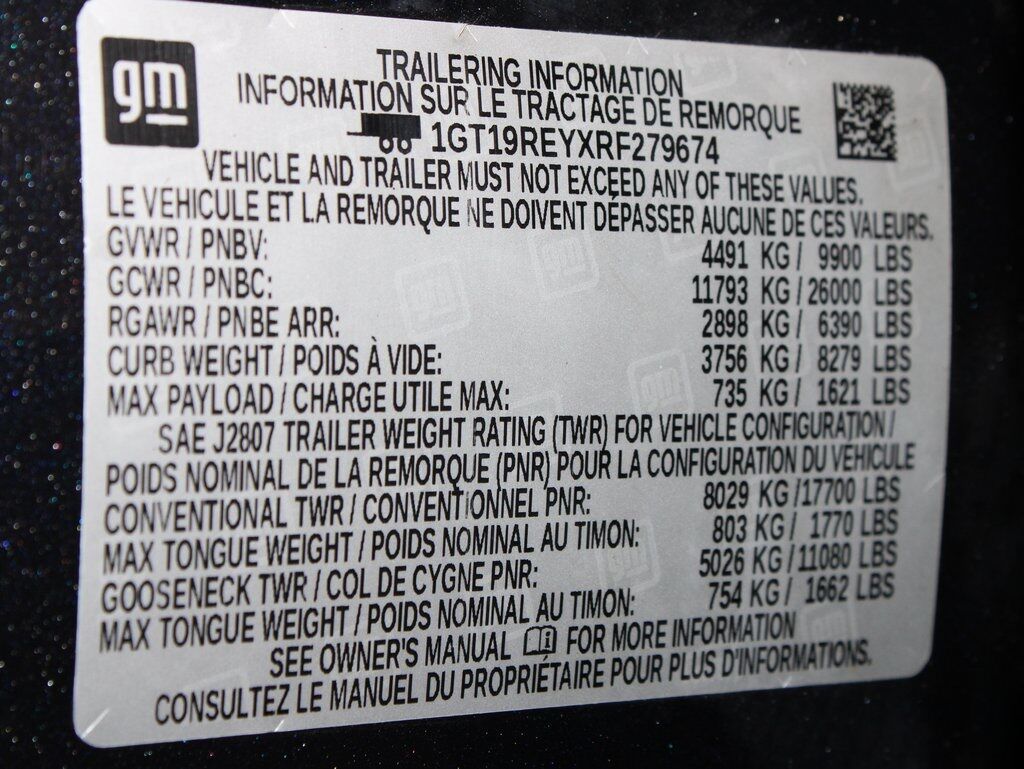 gm
TRAILERING INFORMATION
INFORMATION SUR LE TRACTAGE DE REMORQUE
1GT19REYXRF279674
VEHICLE AND TRAILER MUST NOT EXCEED ANY OF THESE VALUES.
LE VÉHICULE ET LA REMORQUE NE DOIVENT DÉPASSER AUCUNE DE CES VALEURS.
GVWR / PNBV: 4491 KG / 9900 LBS
GCWR / PNBC: 11793 KG / 26000 LBS
RGAWR / PNBE ARR: 2898 KG / 6390 LBS
CURB WEIGHT / POIDS À VIDE: 3756 KG / 8279 LBS
MAX PAYLOAD / CHARGE UTILE MAX: 735 KG / 1621 LBS
SAE J2807 TRAILER WEIGHT RATING (TWR) FOR VEHICLE CONFIGURATION /
POIDS NOMINAL DE LA REMORQUE (PNR) POUR LA CONFIGURATION DU VÉHICULE
CONVENTIONAL TWR / CONVENTIONNEL PNR: 8029 KG /17700 LBS
MAX TONGUE WEIGHT / POIDS NOMINAL AU TIMON: 803 KG / 1770 LBS
GOOSENECK TWR / COL DE CYGNE PNR: 5026 KG /11080 LBS
MAX TONGUE WEIGHT / POIDS NOMINAL AU TIMON: 754 KG / 1662 LBS
SEE OWNER'S MANUAL FOR MORE INFORMATION
CONSULTEZ LE MANUEL DU PROPRIÉTAIRE POUR PLUS D'INFORMATIONS.